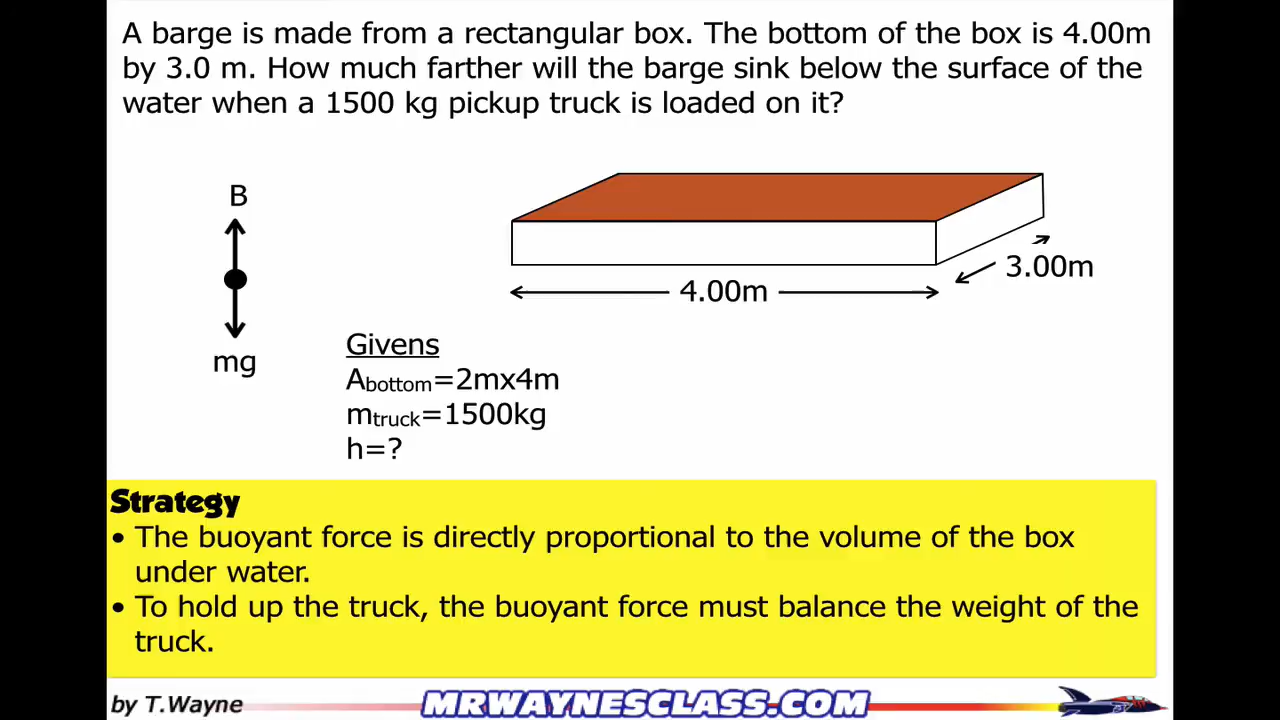 A barge is made from a rectangular box. The bottom of the box is 4.00m
by 3.0 m. How much farther will the barge sink below the surface of the
water when a 1500 kg pickup truck is loaded on it?
B
mg
4.00m
3.00m
Givens
Abottom=2mx4m
mtruck=1500kg
h=?
Strategy
• The buoyant force is directly proportional to the volume of the box
under water.
• To hold up the truck, the buoyant force must balance the weight of the
truck.
by T.Wayne
MRWAYNESCLASS.COM